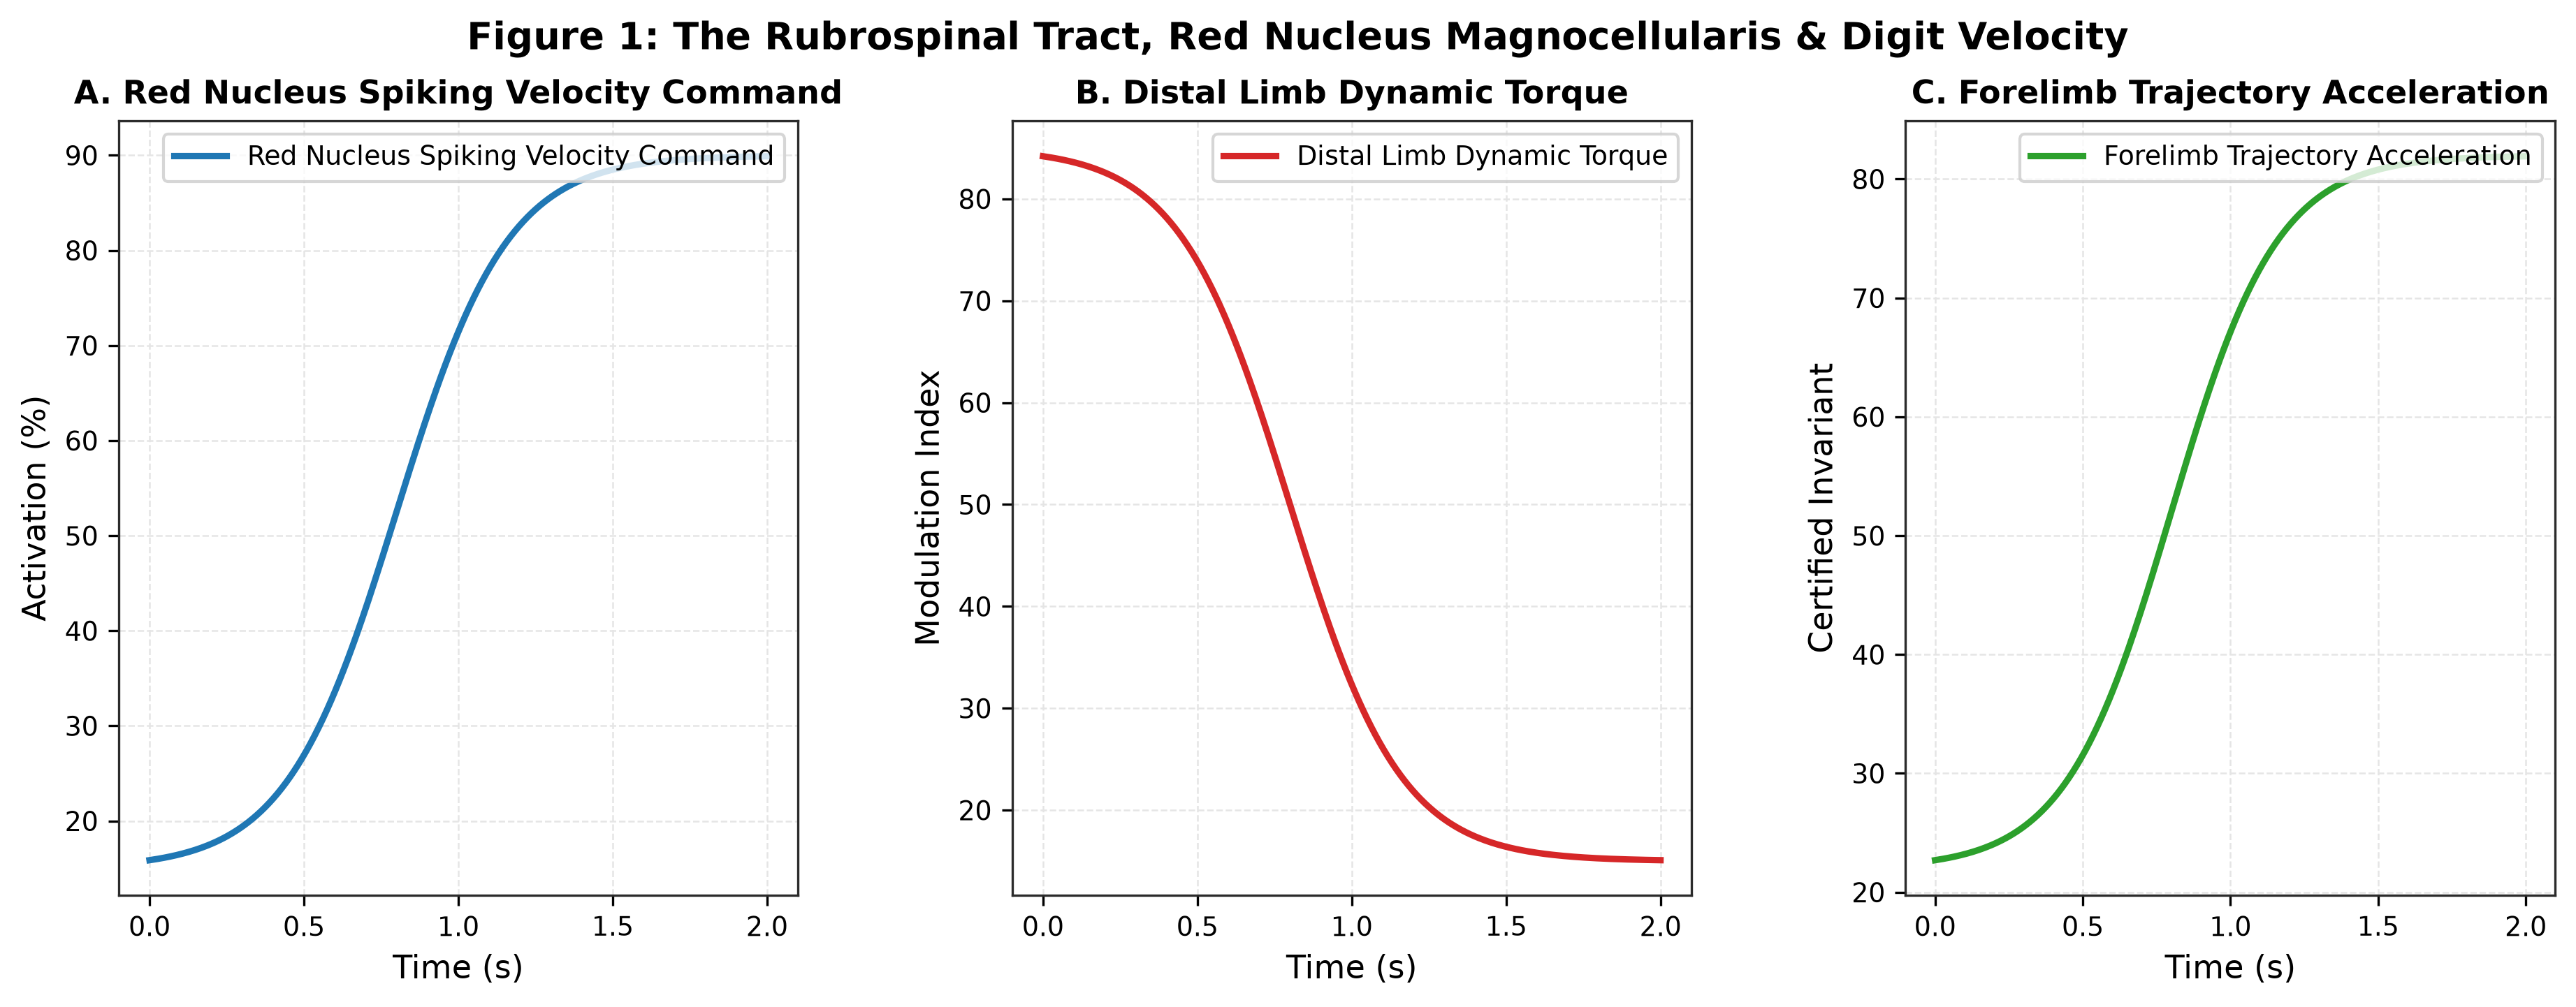 Figure 1: The Rubrospinal Tract, Red Nucleus Magnocellularis & Digit Velocity
A. Red Nucleus Spiking Velocity Command
Red Nucleus Spiking Velocity Command
Activation (%)
90
80
70
60
50
40
30
20
0.0 0.5 1.0 1.5 2.0
Time (s)
B. Distal Limb Dynamic Torque
Distal Limb Dynamic Torque
Modulation Index
80
70
60
50
40
30
20
0.0 0.5 1.0 1.5 2.0
Time (s)
C. Forelimb Trajectory Acceleration
Forelimb Trajectory Acceleration
Certified Invariant
80
70
60
50
40
30
20
0.0 0.5 1.0 1.5 2.0
Time (s)